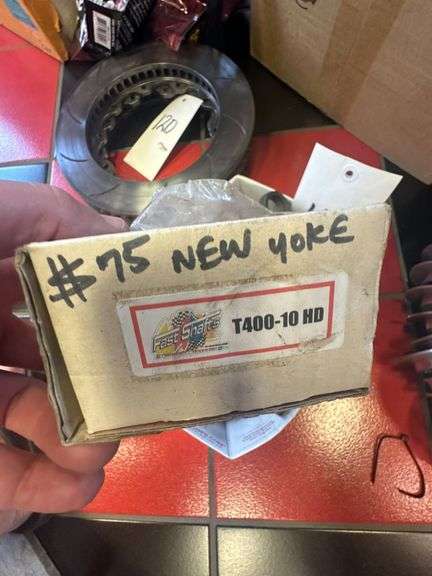 120
$75 NEW YOKE
Fast Shafts
T400-10 HD